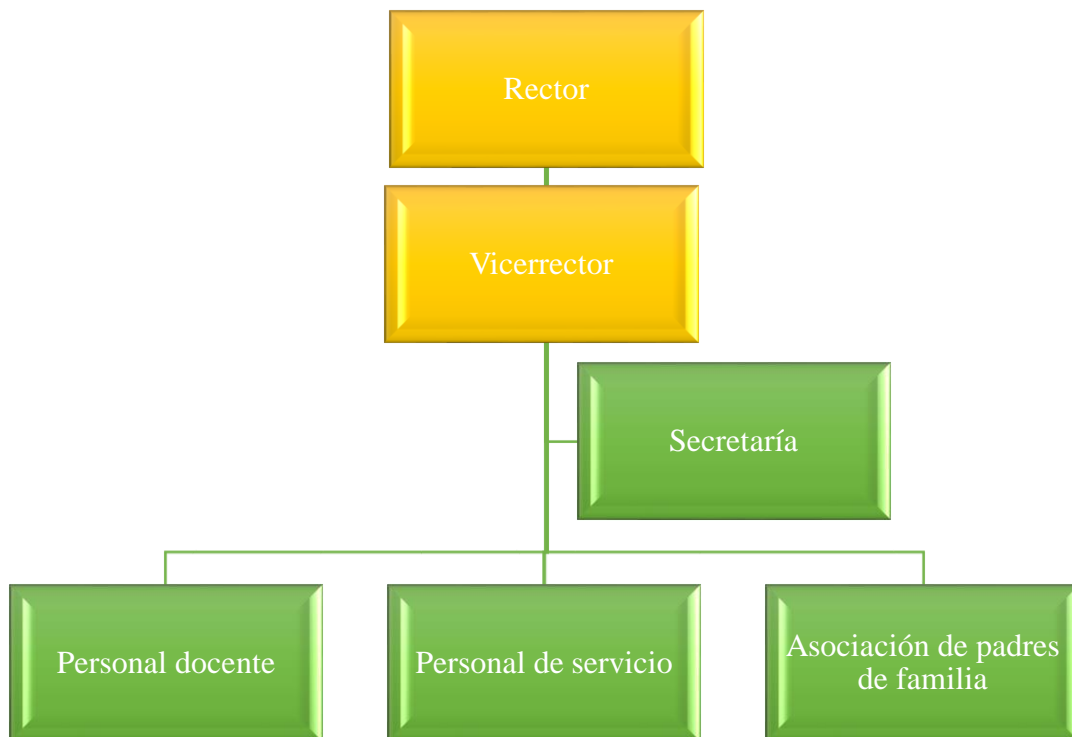 Rector
Vicerrector
Secretaría
Personal docente
Personal de servicio
Asociación de padres
de familia